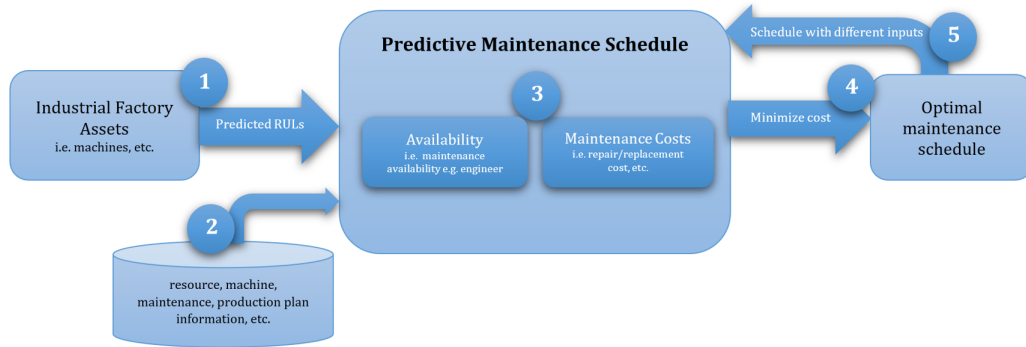 1
Industrial Factory
Assets
i.e. machines, etc.
Predicted RULs
2
resource, machine,
maintenance, production plan
information, etc.
Predictive Maintenance Schedule
3
Availability
i.e. maintenance
availability e.g. engineer
Maintenance Costs
i.e. repair/replacement
cost, etc.
Minimize cost
4
Optimal
maintenance
schedule
Schedule with different inputs
5